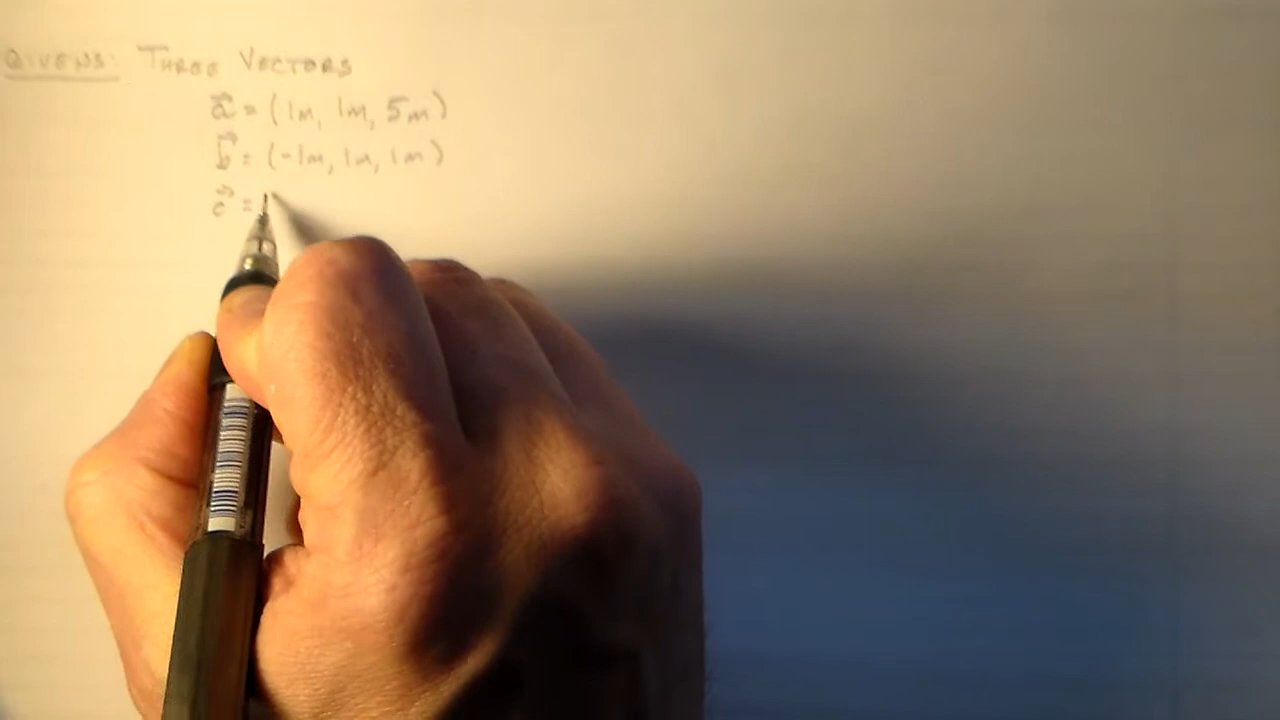 GIVENS: THREE VECTORS
a⃗ = (1m, 1m, 5m)
b⃗ = (-1m, 1m, 1m)
c⃗ =